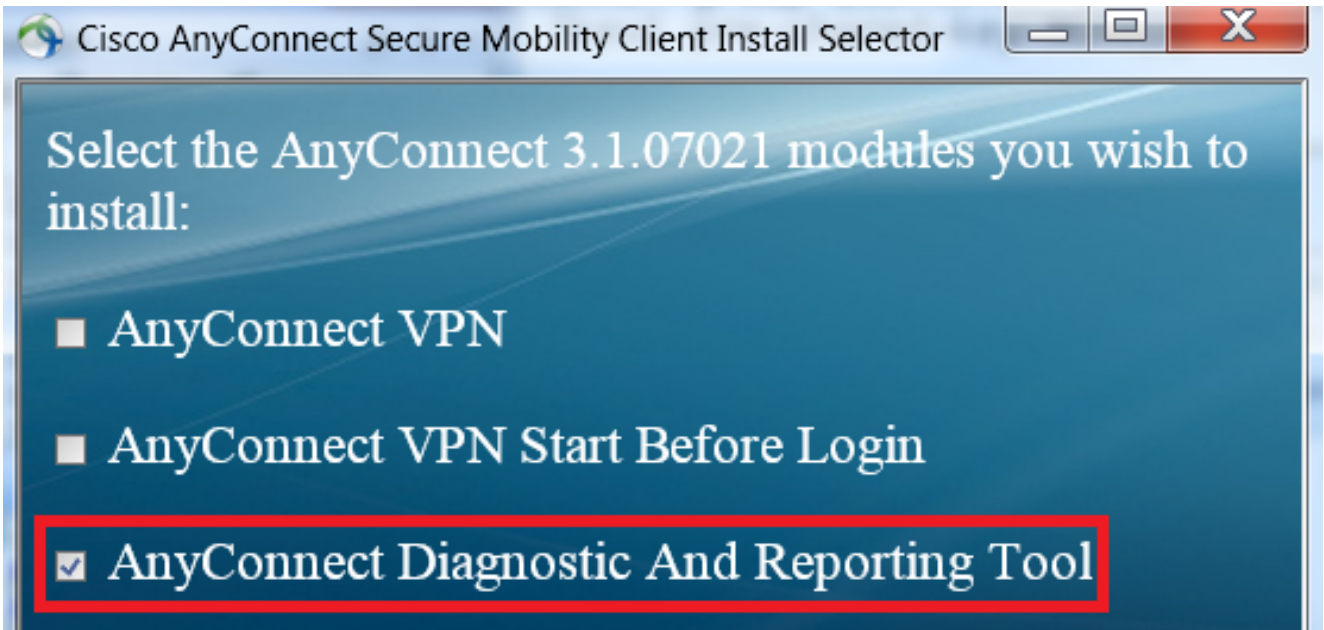 Cisco AnyConnect Secure Mobility Client Install Selector
Select the AnyConnect 3.1.07021 modules you wish to
install:
AnyConnect VPN
AnyConnect VPN Start Before Login
AnyConnect Diagnostic And Reporting Tool